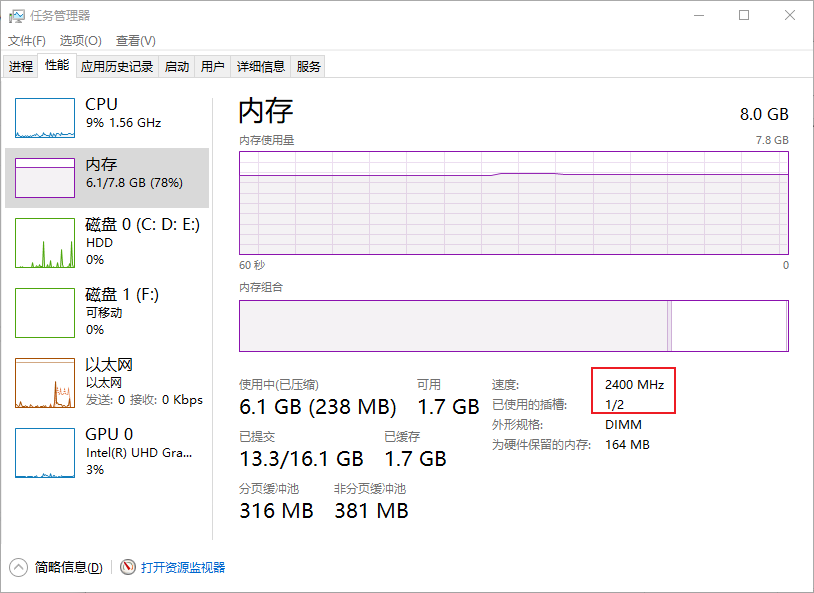 任务管理器
文件(F) 选项(O) 查看(V)
进程 性能 应用历史记录 启动 用户 详细信息 服务
CPU
9% 1.56 GHz
内存
6.1/7.8 GB (78%)
磁盘 0 (C: D: E:)
HDD
0%
磁盘 1 (F:)
可移动
0%
以太网
以太网
发送: 0 接收: 0 Kbps
GPU 0
Intel(R) UHD Gra...
3%
内存 8.0 GB
内存使用量 7.8 GB
60 秒 0
内存组合
使用中(已压缩) 可用
6.1 GB (238 MB) 1.7 GB
已提交 已缓存
13.3/16.1 GB 1.7 GB
分页缓冲池 非分页缓冲池
316 MB 381 MB
速度: 2400 MHz
已使用的插槽: 1/2
外形规格: DIMM
为硬件保留的内存: 164 MB
简略信息(D) 打开资源监视器